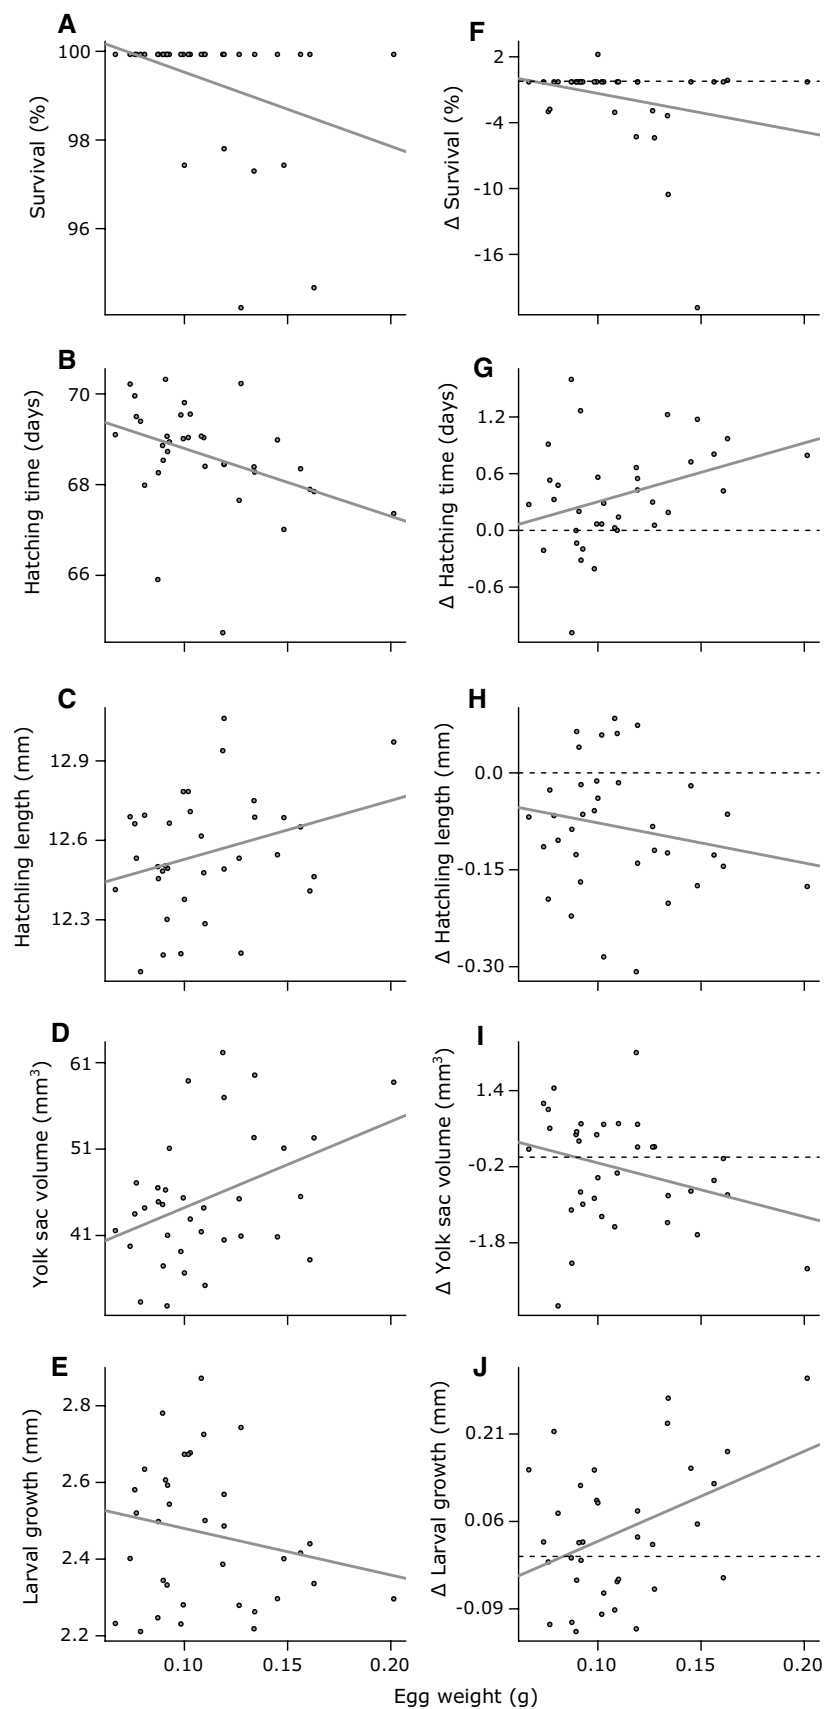 A
Survival (%)
100
98
96
F
Δ Survival (%)
2
-4
-10
-16
B
Hatching time (days)
70
68
66
G
Δ Hatching time (days)
1.2
0.6
0.0
-0.6
C
Hatchling length (mm)
12.9
12.6
12.3
H
Δ Hatchling length (mm)
0.0
-0.15
-0.30
D
Yolk sac volume (mm³)
61
51
41
I
Δ Yolk sac volume (mm³)
1.4
-0.2
-1.8
E
Larval growth (mm)
2.8
2.6
2.4
2.2
0.10 0.15 0.20
J
Δ Larval growth (mm)
0.21
0.06
-0.09
0.10 0.15 0.20
Egg weight (g)